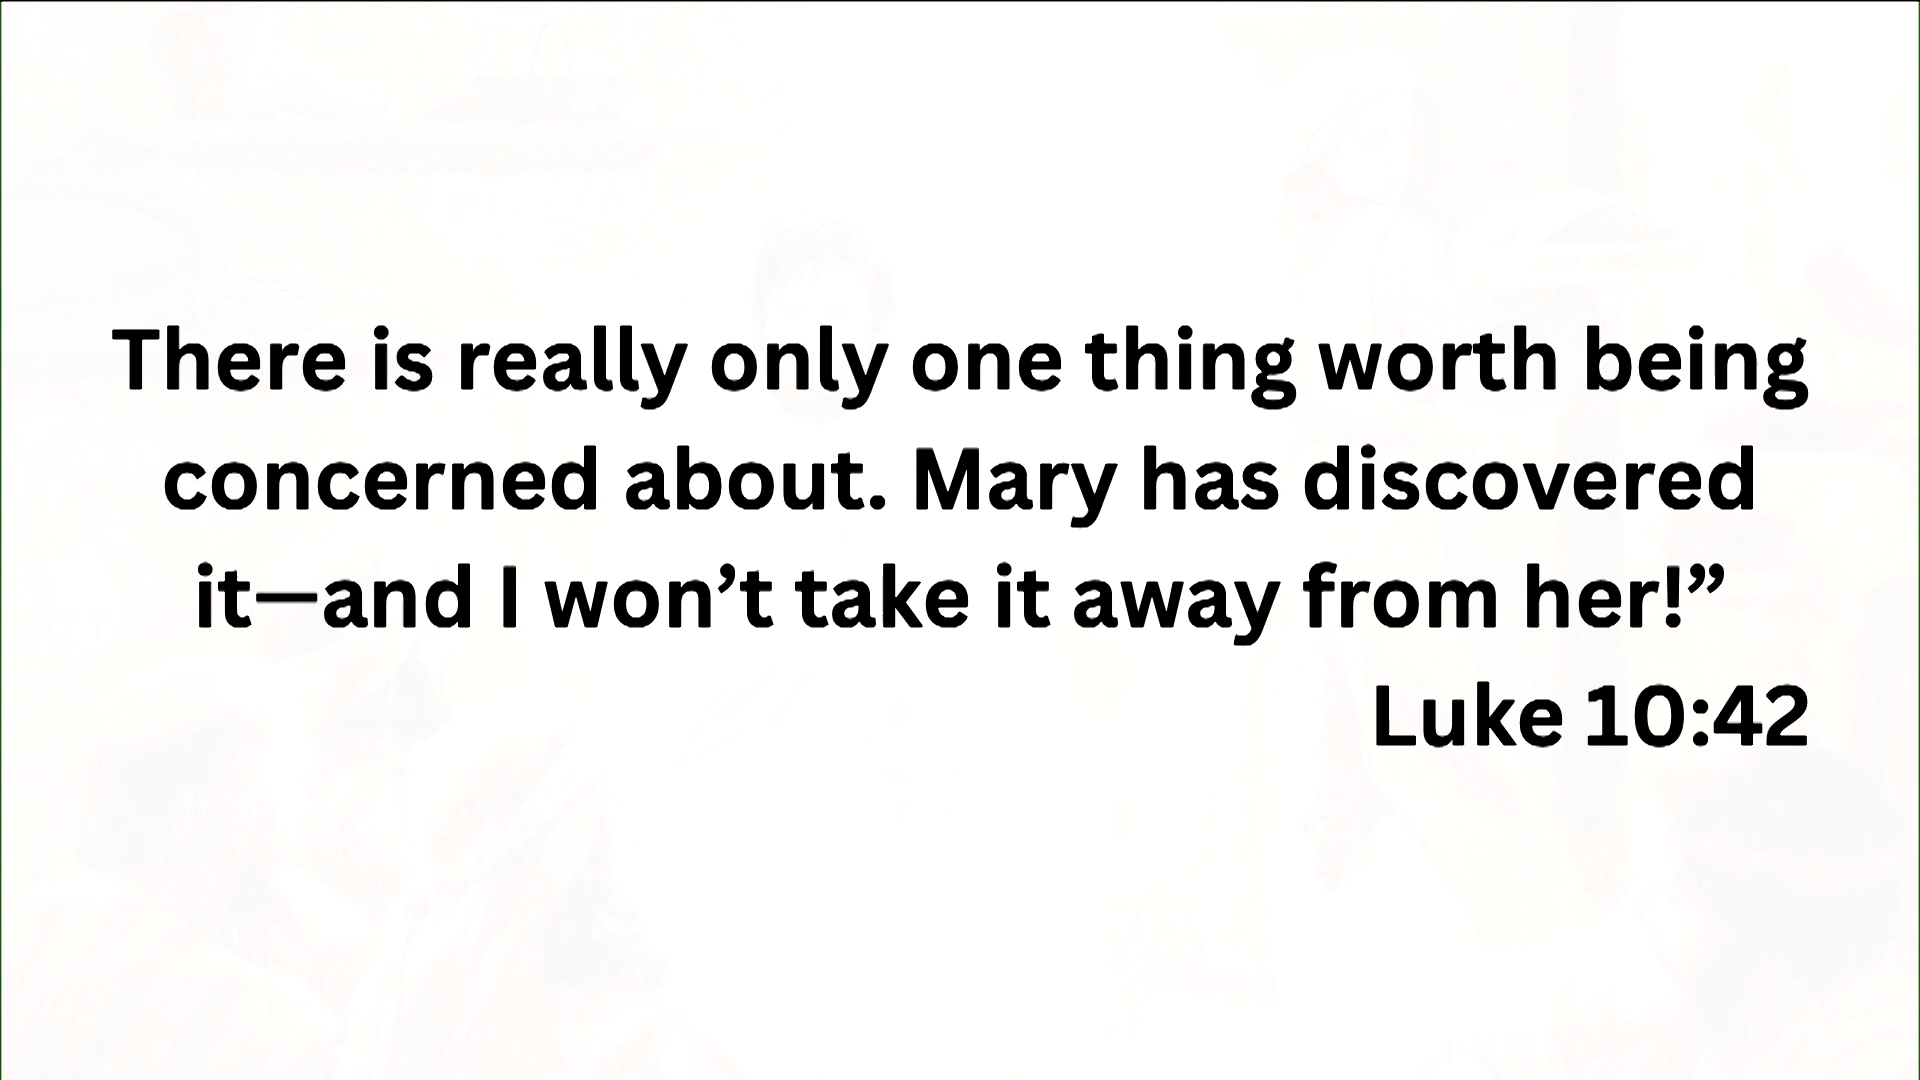 There is really only one thing worth being
concerned about. Mary has discovered
it—and I won’t take it away from her!”
Luke 10:42